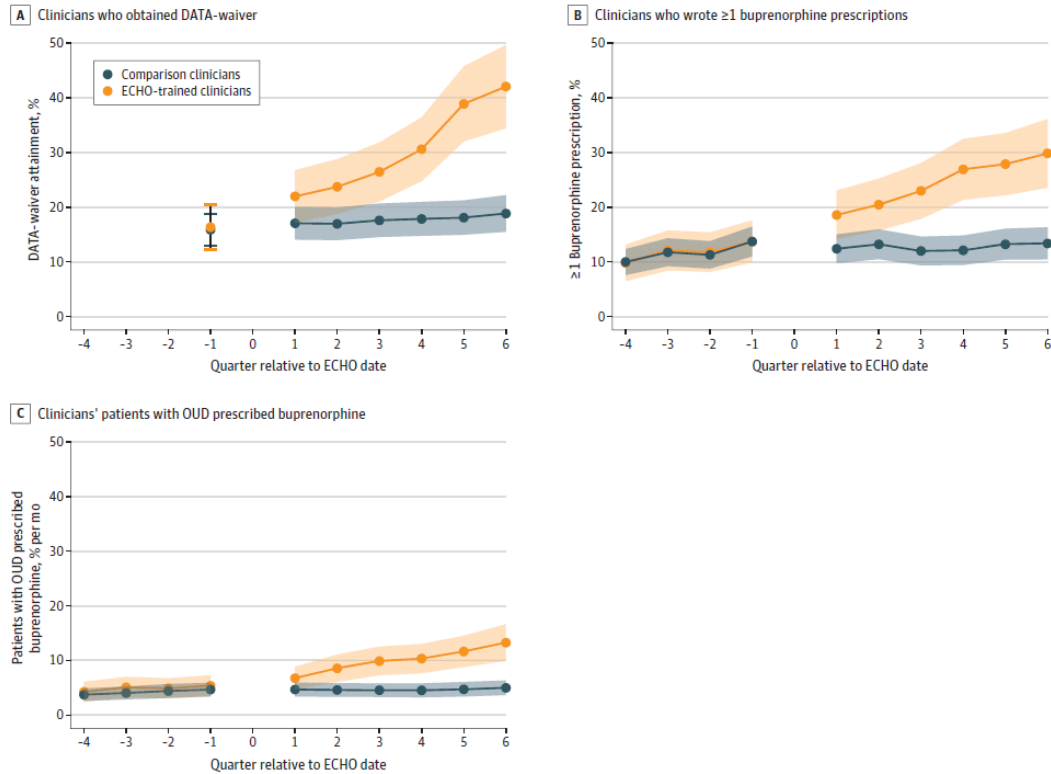 A Clinicians who obtained DATA-waiver
50
40
30
20
10
0
DATA-waiver attainment, %
Comparison clinicians
ECHO-trained clinicians
-4 -3 -2 -1 0 1 2 3 4 5 6
Quarter relative to ECHO date
B Clinicians who wrote ≥1 buprenorphine prescriptions
50
40
30
20
10
0
≥1 Buprenorphine prescription, %
-4 -3 -2 -1 0 1 2 3 4 5 6
Quarter relative to ECHO date
C Clinicians' patients with OUD prescribed buprenorphine
50
40
30
20
10
0
Patients with OUD prescribed
buprenorphine, % per mo
-4 -3 -2 -1 0 1 2 3 4 5 6
Quarter relative to ECHO date